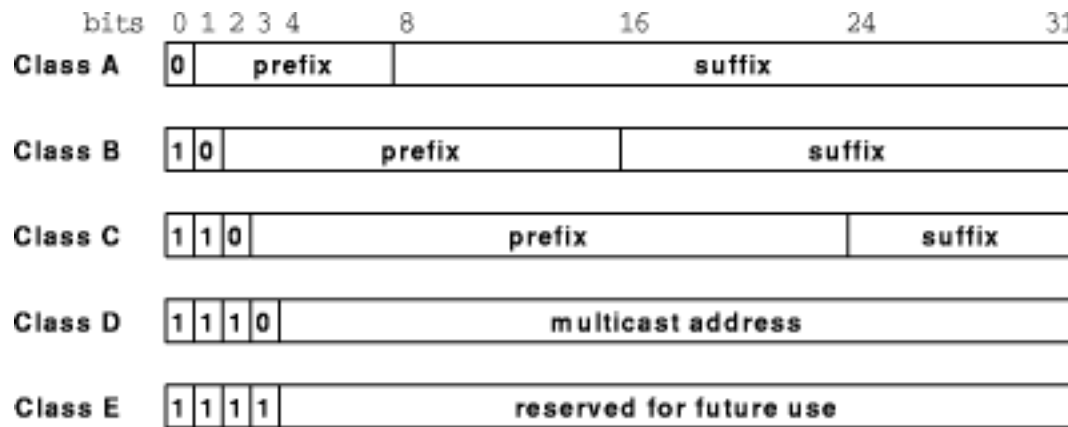 bits 0 1 2 3 4 8 16 24 31
Class A 0 prefix suffix
Class B 1 0 prefix suffix
Class C 1 1 0 prefix suffix
Class D 1 1 1 0 multicast address
Class E 1 1 1 1 reserved for future use